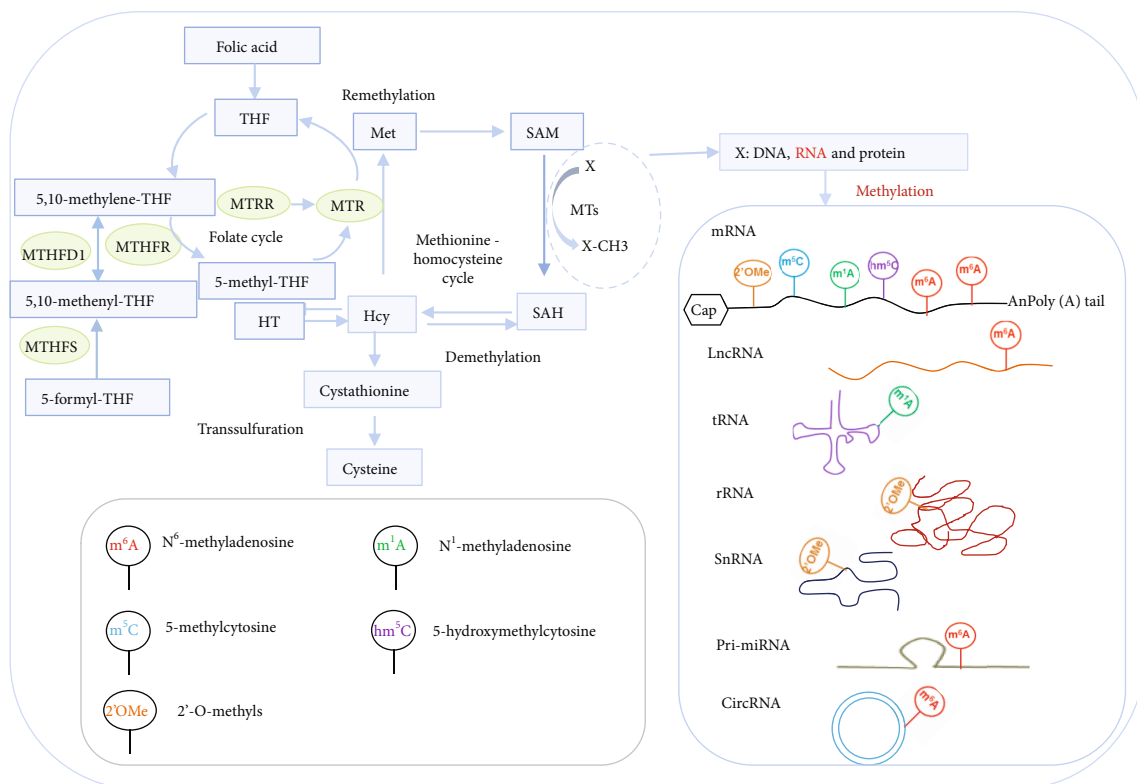 Folic acid
THF
Remethylation
Met
SAM
X: DNA, RNA and protein
X
5,10-methylene-THF
MTRR
MTR
Methylation
MTs
MTHFD1
MTHFR
Folate cycle
X-CH3
Methionine -
homocysteine
cycle
5-methyl-THF
5,10-methenyl-THF
HT
Hcy
SAH
MTHFS
Demethylation
5-formyl-THF
Cystathionine
Transsulfuration
Cysteine
mRNA
2'OMe
m⁵C
m¹A
hm⁵C
m⁶A
m⁶A
Cap
AnPoly (A) tail
LncRNA
m⁶A
tRNA
m¹A
rRNA
2'OMe
SnRNA
2'OMe
Pri-miRNA
m⁶A
CircRNA
m⁶A
m⁶A
N⁶-methyladenosine
m¹A
N¹-methyladenosine
m⁵C
5-methylcytosine
hm⁵C
5-hydroxymethylcytosine
2'OMe
2'-O-methyls